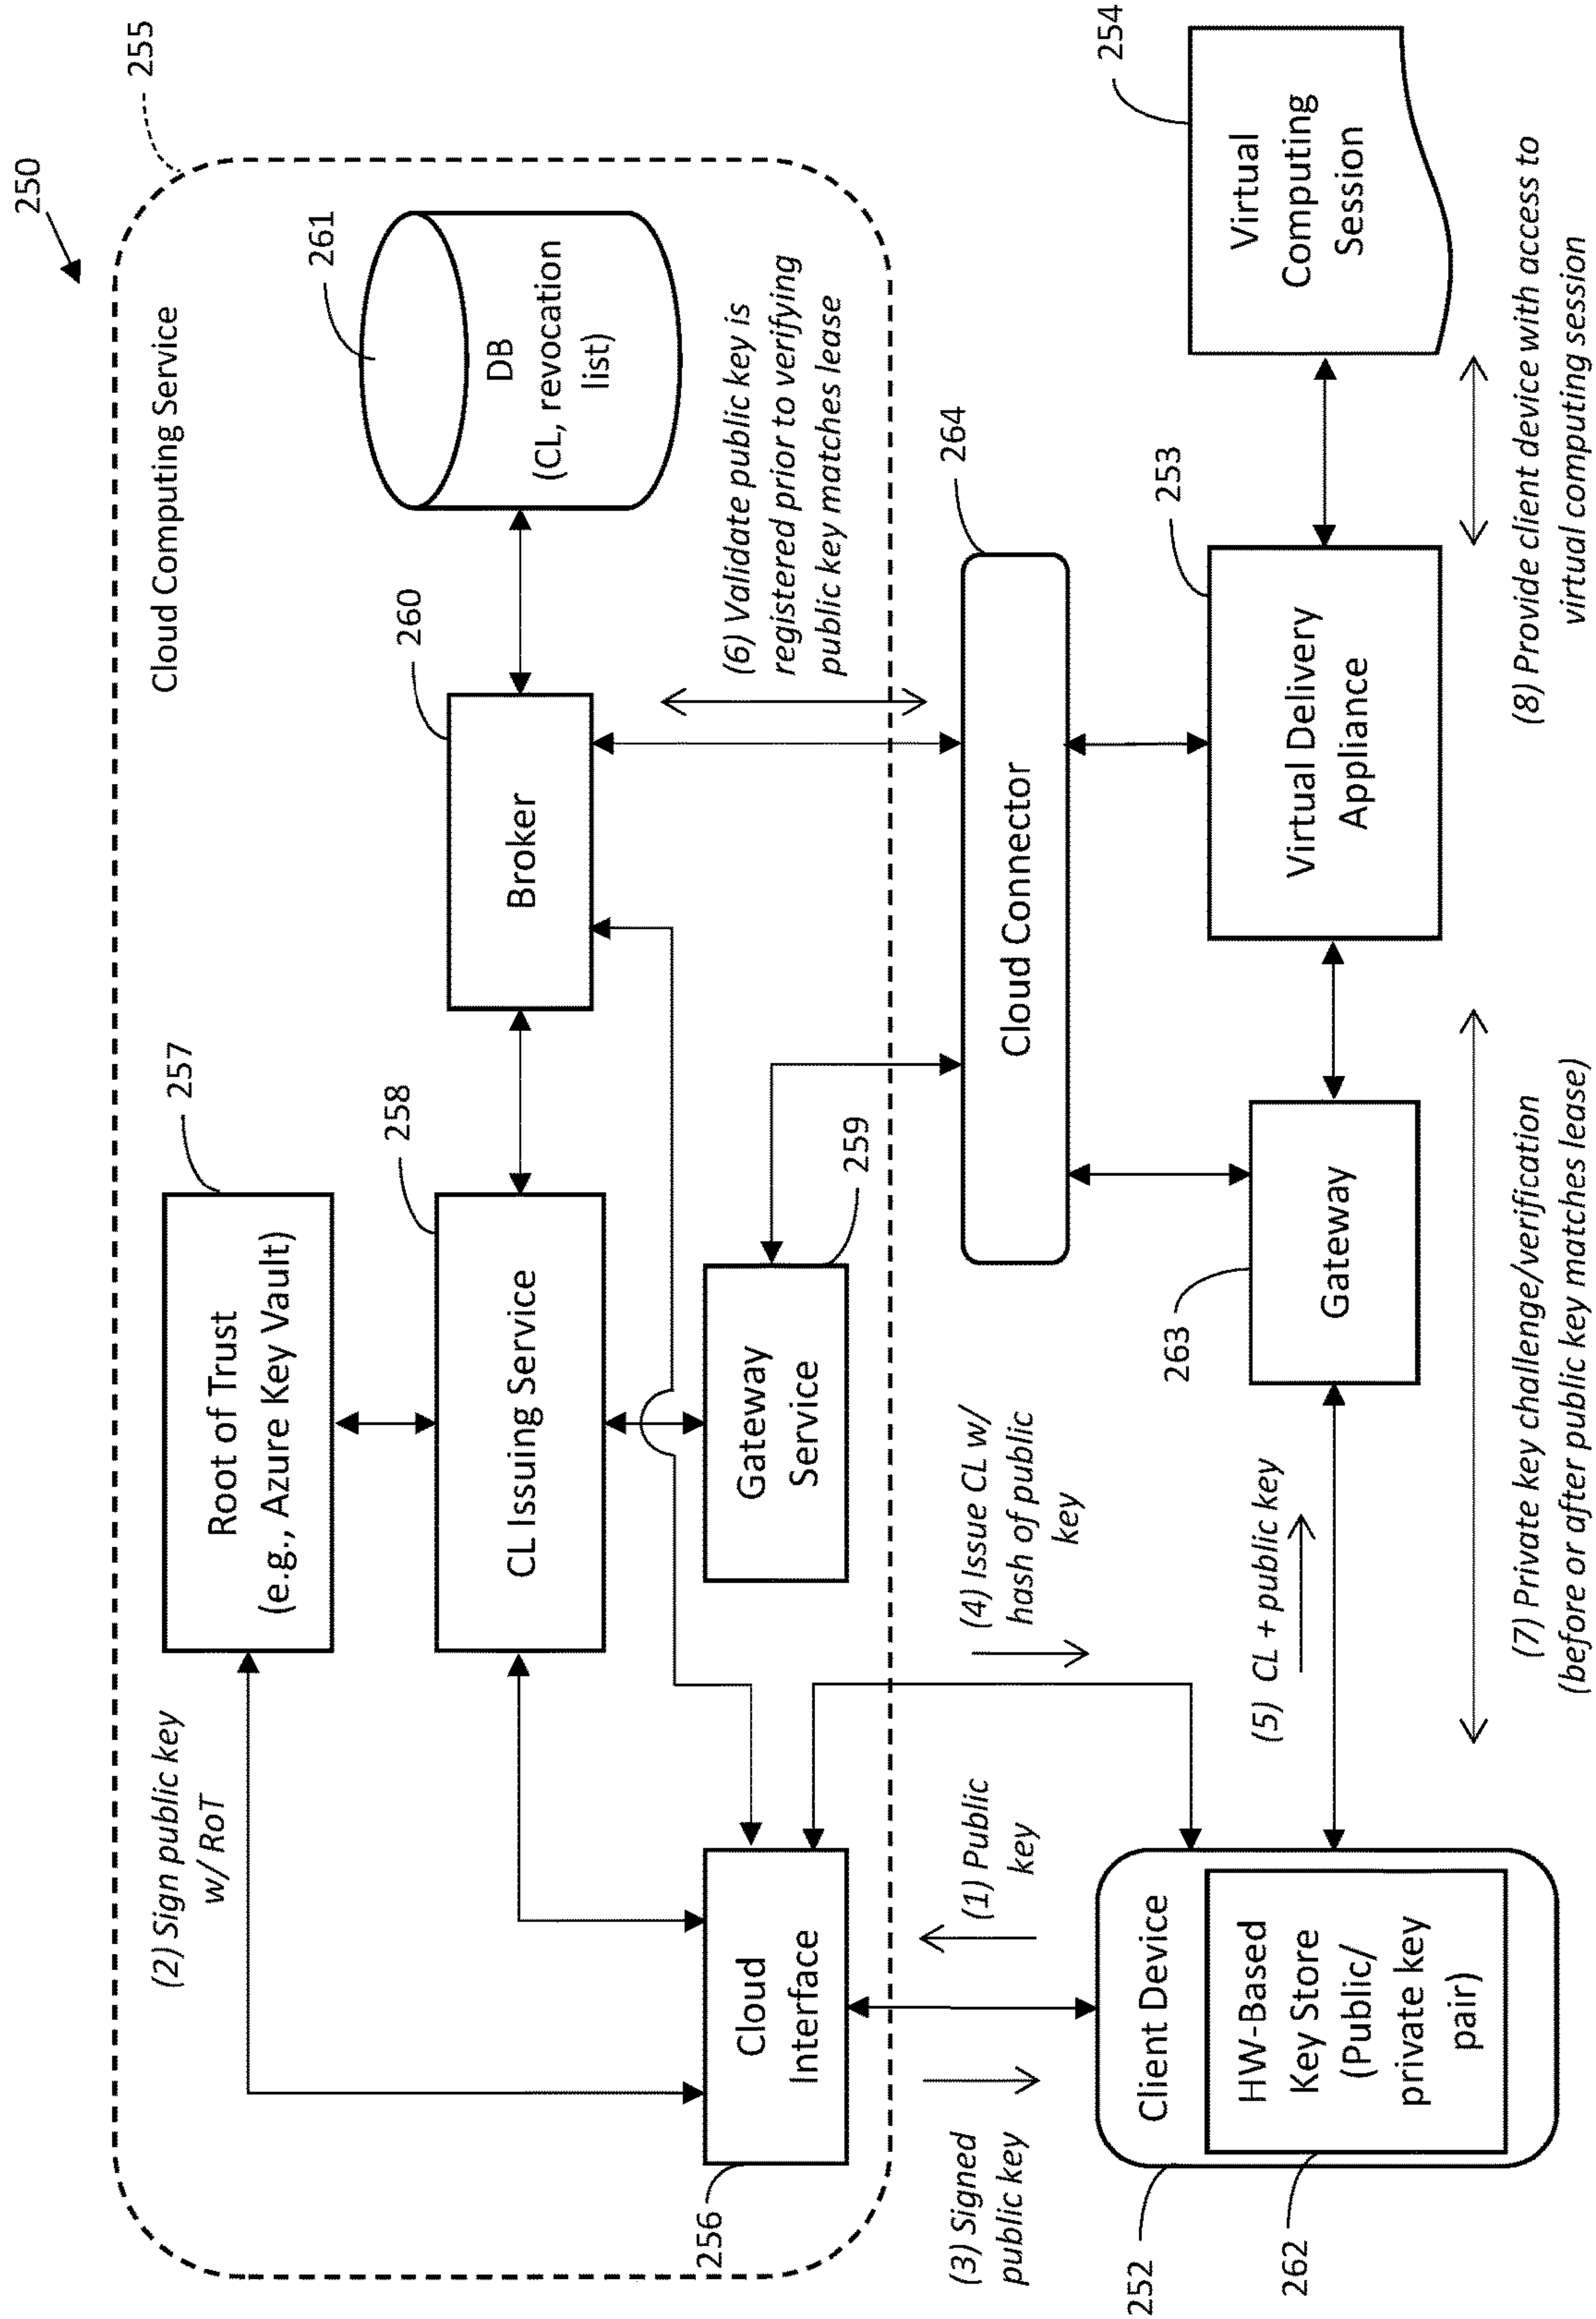 250
255
Cloud Computing Service
(2) Sign public key
w/ RoT
257
Root of Trust
(e.g., Azure Key Vault)
258
CL Issuing Service
260
Broker
261
DB
(CL, revocation
list)
256
Cloud
Interface
Gateway
Service
259
(6) Validate public key is
registered prior to verifying
public key matches lease
(3) Signed
public key
(1) Public
key
(4) Issue CL w/
hash of public
key
264
Cloud Connector
252
Client Device
262
HW-Based
Key Store
(Public/
private key
pair)
(5) CL + public key
263
Gateway
253
Virtual Delivery
Appliance
254
Virtual
Computing
Session
(7) Private key challenge/verification
(before or after public key matches lease)
(8) Provide client device with access to
virtual computing session